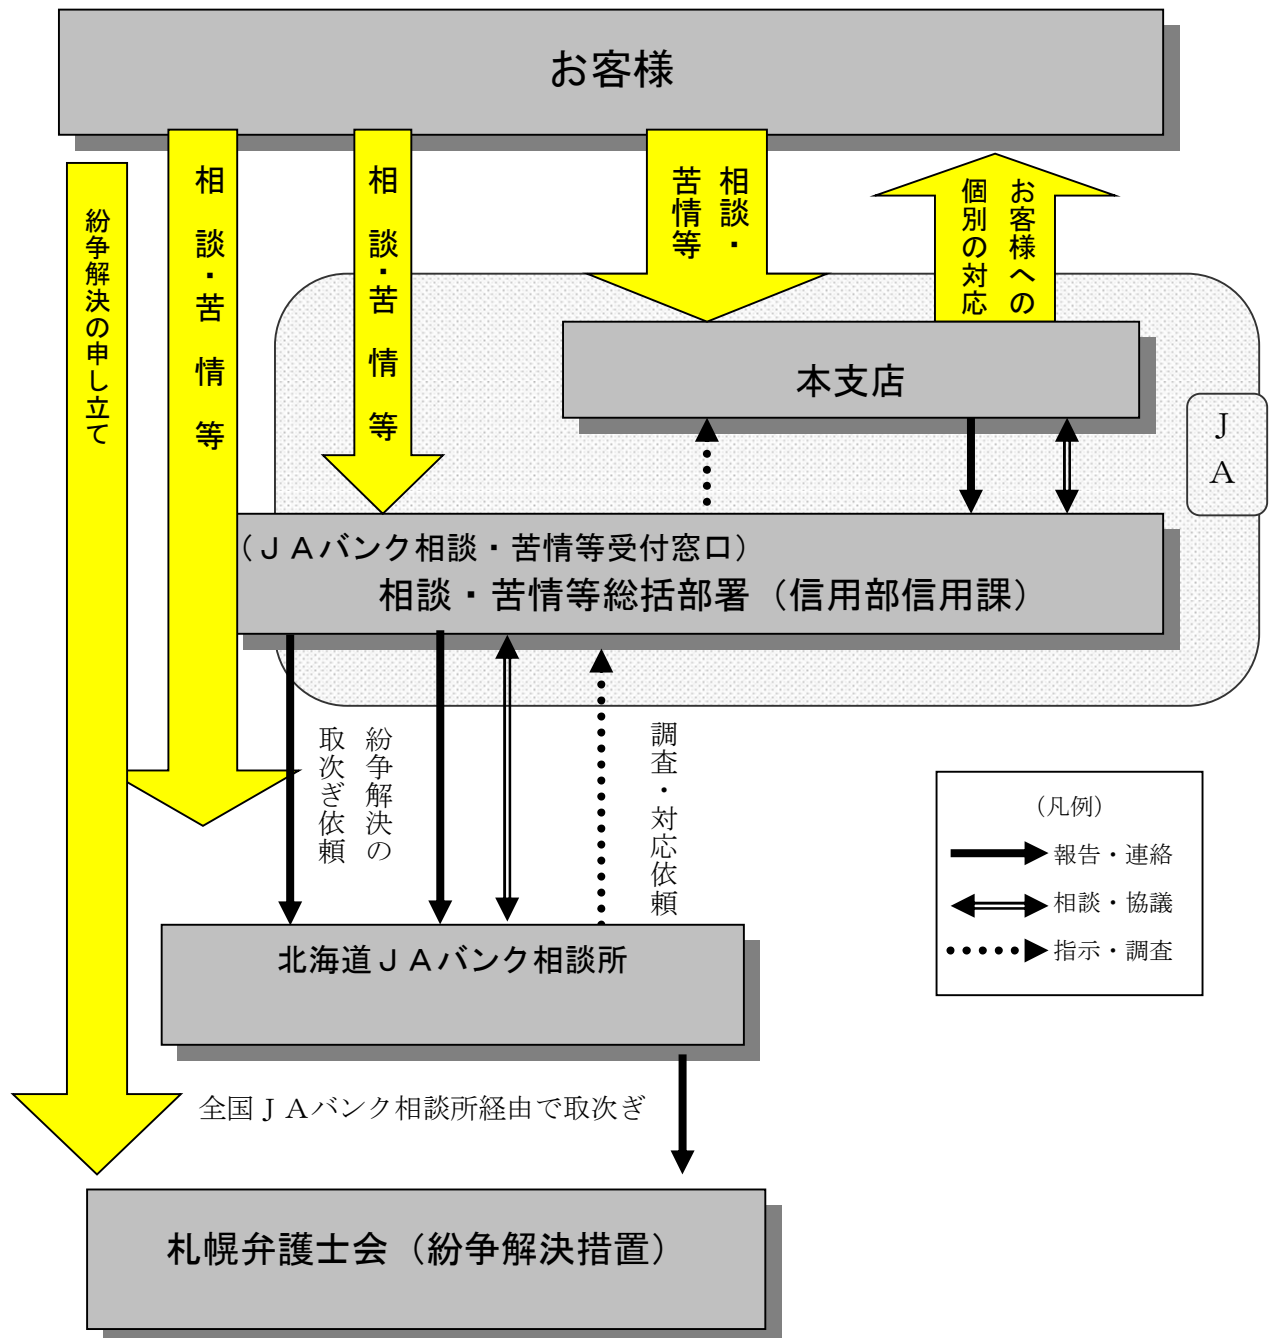 お客様
紛争解決の申し立て
相談・苦情等
相談・苦情等
相談・
苦情等
お客様への
個別の対応
本支店
ＪＡ
（ＪＡバンク相談・苦情等受付窓口）
相談・苦情等総括部署（信用部信用課）
紛争解決の
取次ぎ依頼
調査・対応依頼
（凡例）
報告・連絡
相談・協議
指示・調査
北海道ＪＡバンク相談所
全国ＪＡバンク相談所経由で取次ぎ
札幌弁護士会（紛争解決措置）